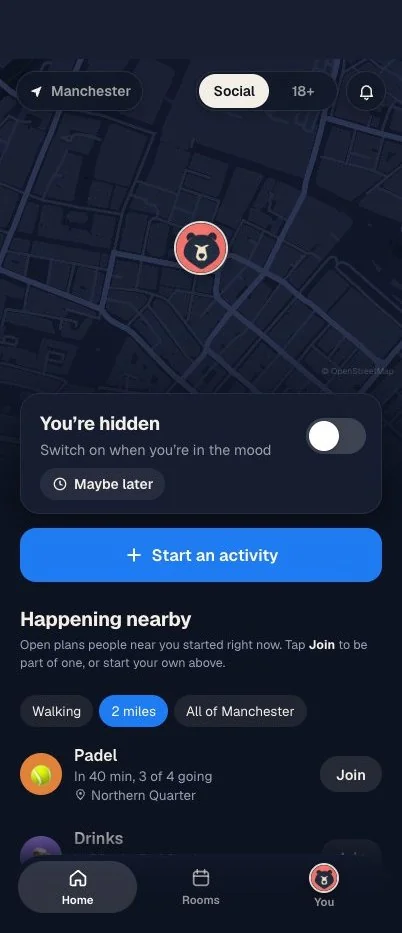 Manchester
Social
18+
© OpenStreetMap
You’re hidden
Switch on when you’re in the mood
Maybe later
+ Start an activity
Happening nearby
Open plans people near you started right now. Tap Join to be
part of one, or start your own above.
Walking
2 miles
All of Manchester
Padel
In 40 min, 3 of 4 going
Northern Quarter
Join
Drinks
Home
Rooms
You